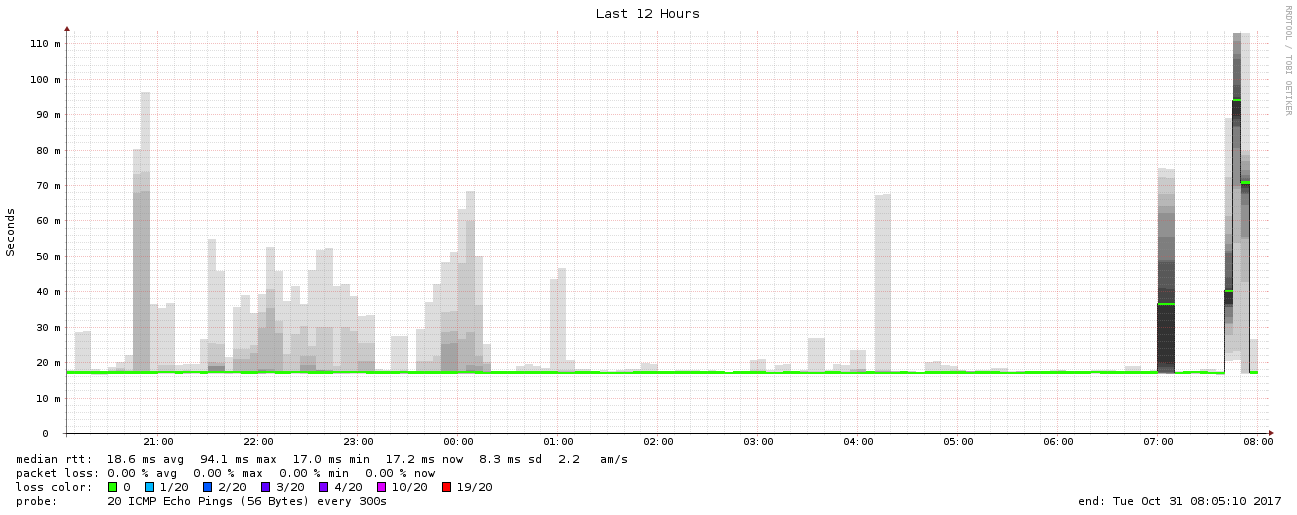 Last 12 Hours
RRDTOOL / TOBI OETIKER
Seconds
110 m
100 m
90 m
80 m
70 m
60 m
50 m
40 m
30 m
20 m
10 m
0
21:00 22:00 23:00 00:00 01:00 02:00 03:00 04:00 05:00 06:00 07:00 08:00
median rtt: 18.6 ms avg 94.1 ms max 17.0 ms min 17.2 ms now 8.3 ms sd 2.2 am/s
packet loss: 0.00 % avg 0.00 % max 0.00 % min 0.00 % now
loss color: 0 1/20 2/20 3/20 4/20 10/20 19/20
probe: 20 ICMP Echo Pings (56 Bytes) every 300s end: Tue Oct 31 08:05:10 2017